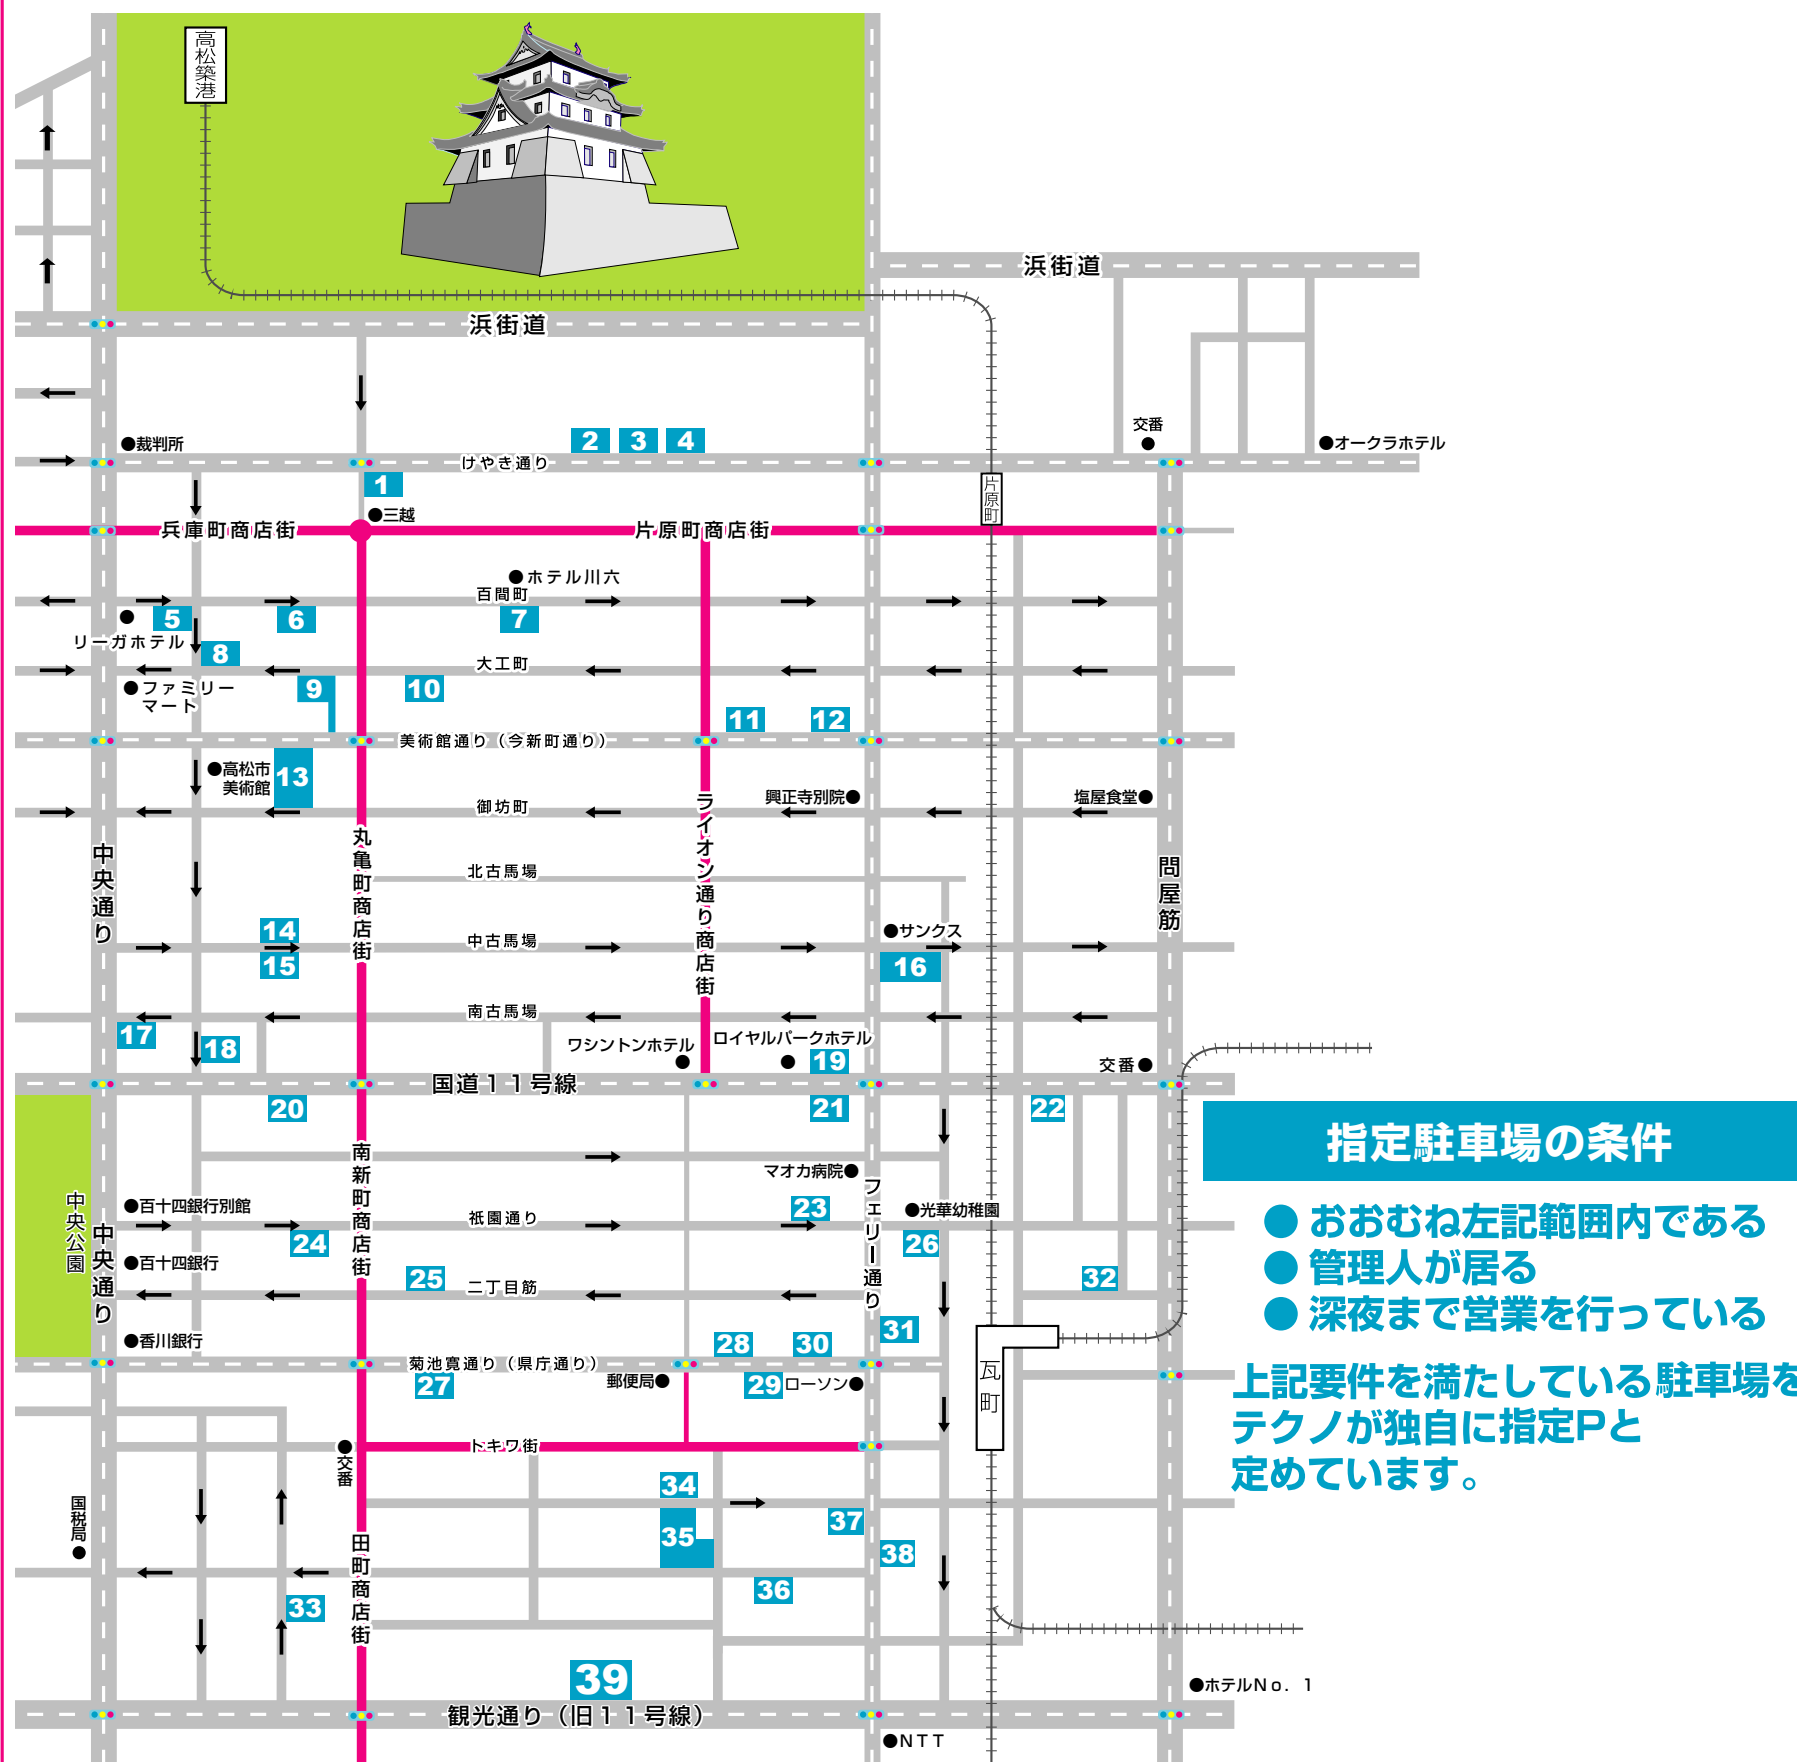 高松築港
浜街道
浜街道
交番
●オークラホテル
●裁判所
2
3
4
けやき通り
1
●三越
片原町
兵庫町商店街
片原町商店街
●ホテル川六
百間町
5
6
7
リーガホテル
8
大工町
●ファミリー
マート
9
10
11
12
美術館通り（今新町通り）
●高松市
美術館
13
興正寺別院●
塩屋食堂●
御坊町
中央通り
丸亀町商店街
ライオン通り商店街
問屋筋
北古馬場
14
中古馬場
●サンクス
15
16
南古馬場
17
18
ワシントンホテル
ロイヤルパークホテル
19
交番●
国道１１号線
20
21
22
指定駐車場の条件
南新町商店街
マオカ病院●
フェリー通り
中央公園
中央通り
●百十四銀行別館
23
●光華幼稚園
祇園通り
24
26
●おおむね左記範囲内である
●管理人が居る
●深夜まで営業を行っている
●百十四銀行
25
二丁目筋
32
31
●香川銀行
28
30
菊池寛通り（県庁通り）
27
郵便局●
29
ローソン●
瓦町
上記要件を満たしている駐車場を
テクノが独自に指定Pと
定めています。
トキワ街
交番
34
国税局
35
37
38
田町商店街
36
33
39
●ホテルＮｏ．１
観光通り（旧１１号線）
●ＮＴＴ